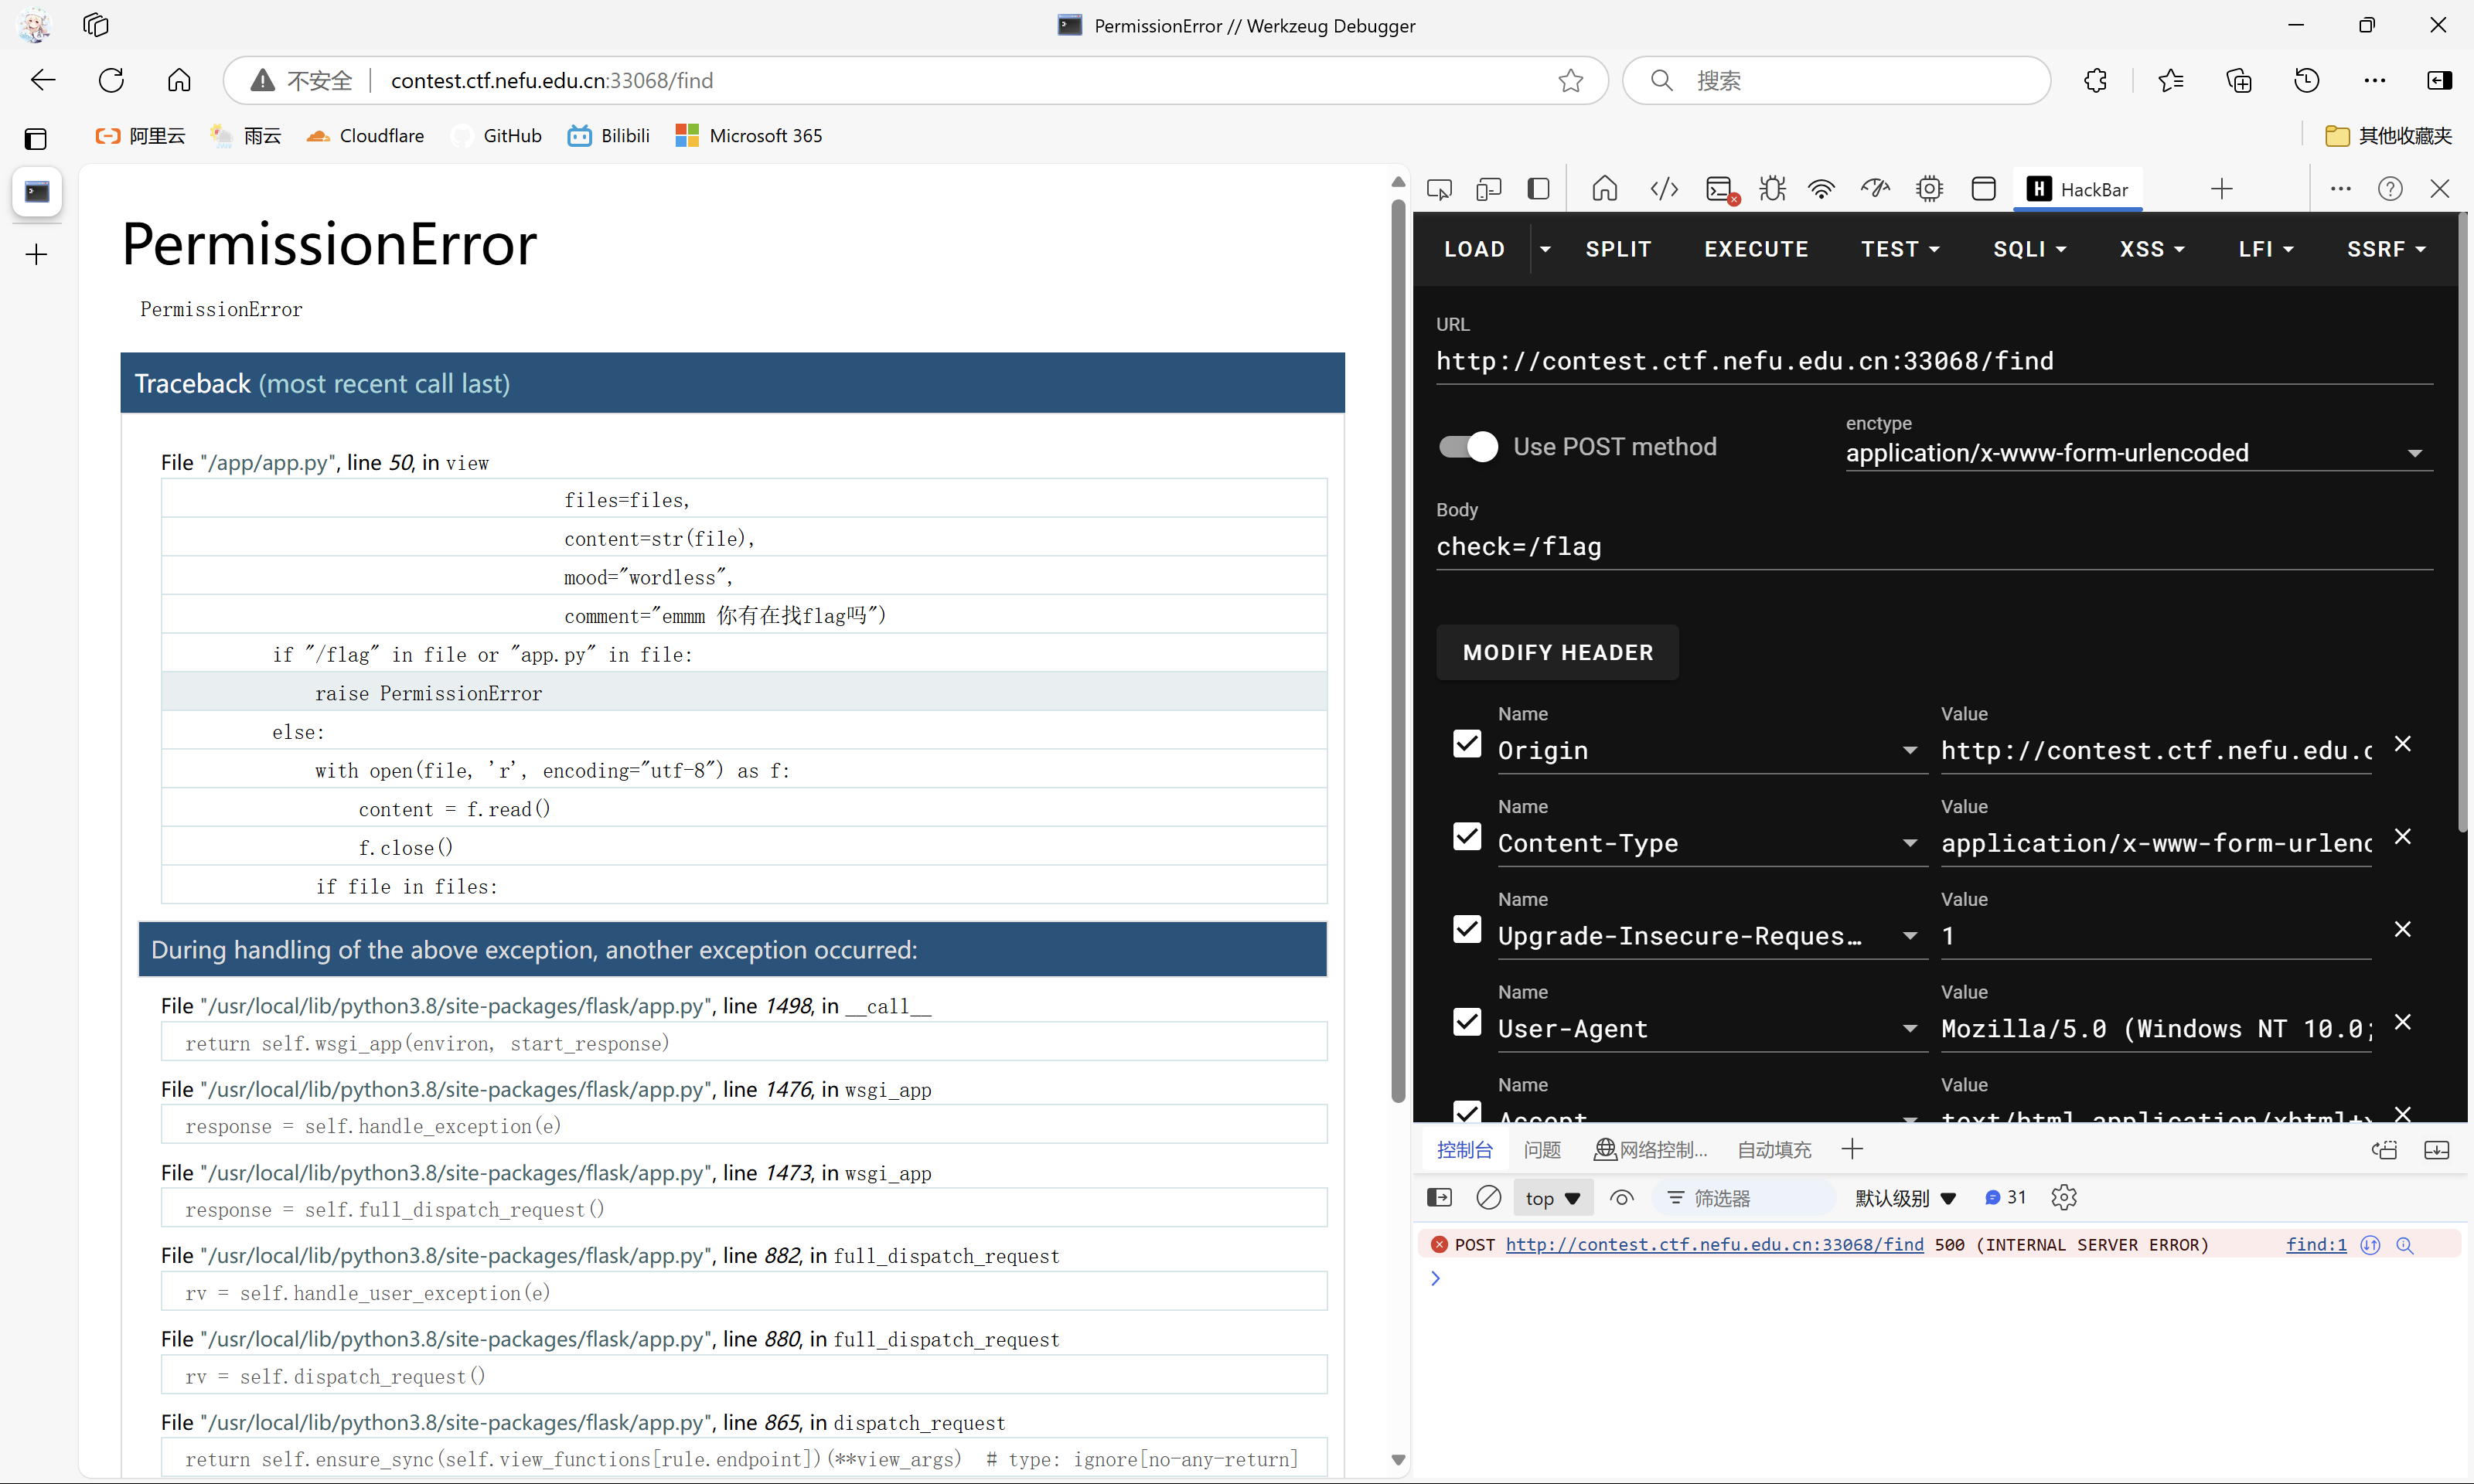 PermissionError // Werkzeug Debugger
不安全
contest.ctf.nefu.edu.cn:33068/find
搜索
阿里云
雨云
Cloudflare
GitHub
Bilibili
Microsoft 365
其他收藏夹
PermissionError
PermissionError
Traceback (most recent call last)
File "/app/app.py", line 50, in view
files=files,
content=str(file),
mood="wordless",
comment="emmm 你有在找flag吗")
if "/flag" in file or "app.py" in file:
raise PermissionError
else:
with open(file, 'r', encoding="utf-8") as f:
content = f.read()
f.close()
if file in files:
During handling of the above exception, another exception occurred:
File "/usr/local/lib/python3.8/site-packages/flask/app.py", line 1498, in __call__
return self.wsgi_app(environ, start_response)
File "/usr/local/lib/python3.8/site-packages/flask/app.py", line 1476, in wsgi_app
response = self.handle_exception(e)
File "/usr/local/lib/python3.8/site-packages/flask/app.py", line 1473, in wsgi_app
response = self.full_dispatch_request()
File "/usr/local/lib/python3.8/site-packages/flask/app.py", line 882, in full_dispatch_request
rv = self.handle_user_exception(e)
File "/usr/local/lib/python3.8/site-packages/flask/app.py", line 880, in full_dispatch_request
rv = self.dispatch_request()
File "/usr/local/lib/python3.8/site-packages/flask/app.py", line 865, in dispatch_request
return self.ensure_sync(self.view_functions[rule.endpoint])(**view_args)  # type: ignore[no-any-return]
H HackBar
LOAD
SPLIT
EXECUTE
TEST
SQLI
XSS
LFI
SSRF
URL
http://contest.ctf.nefu.edu.cn:33068/find
Use POST method
enctype
application/x-www-form-urlencoded
Body
check=/flag
MODIFY HEADER
Name
Value
Origin
http://contest.ctf.nefu.edu.c
Name
Value
Content-Type
application/x-www-form-urlenc
Name
Value
Upgrade-Insecure-Reques…
1
Name
Value
User-Agent
Mozilla/5.0 (Windows NT 10.0;
Name
Value
Accept
text/html,application/xhtml+x
控制台
问题
网络控制...
自动填充
top
筛选器
默认级别
31
POST http://contest.ctf.nefu.edu.cn:33068/find 500 (INTERNAL SERVER ERROR)
find:1